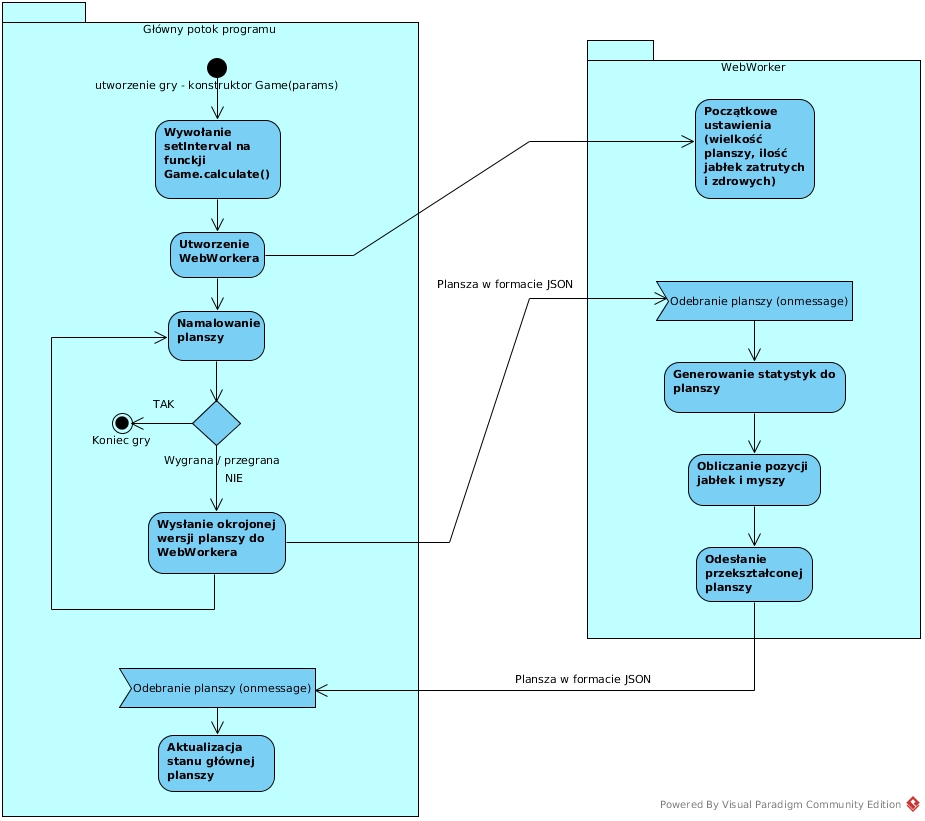 Główny potok programu
utworzenie gry - konstruktor Game(params)
Wywołanie
setInterval na
funckji
Game.calculate()
Utworzenie
WebWorkera
Namalowanie
planszy
TAK
Koniec gry
Wygrana / przegrana
NIE
Wysłanie okrojonej
wersji planszy do
WebWorkera
Odebranie planszy (onmessage)
Aktualizacja
stanu głównej
planszy
Plansza w formacie JSON
Plansza w formacie JSON
WebWorker
Początkowe
ustawienia
(wielkość
planszy, ilość
jabłek zatrutych
i zdrowych)
Odebranie planszy (onmessage)
Generowanie statystyk do
planszy
Obliczanie pozycji
jabłek i myszy
Odesłanie
przekształconej
planszy
Powered By Visual Paradigm Community Edition